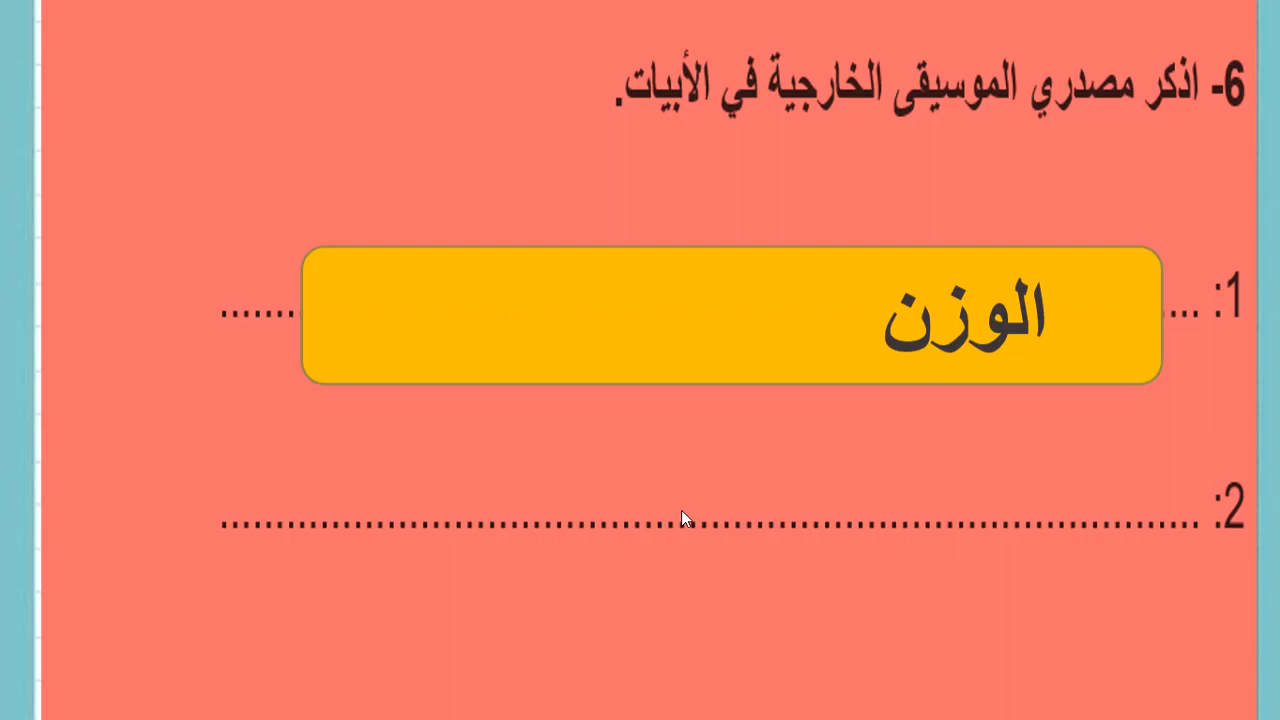 6- اذكر مصدري الموسيقى الخارجية في الأبيات.
1: ... الوزن .......
2: .........................................................................................